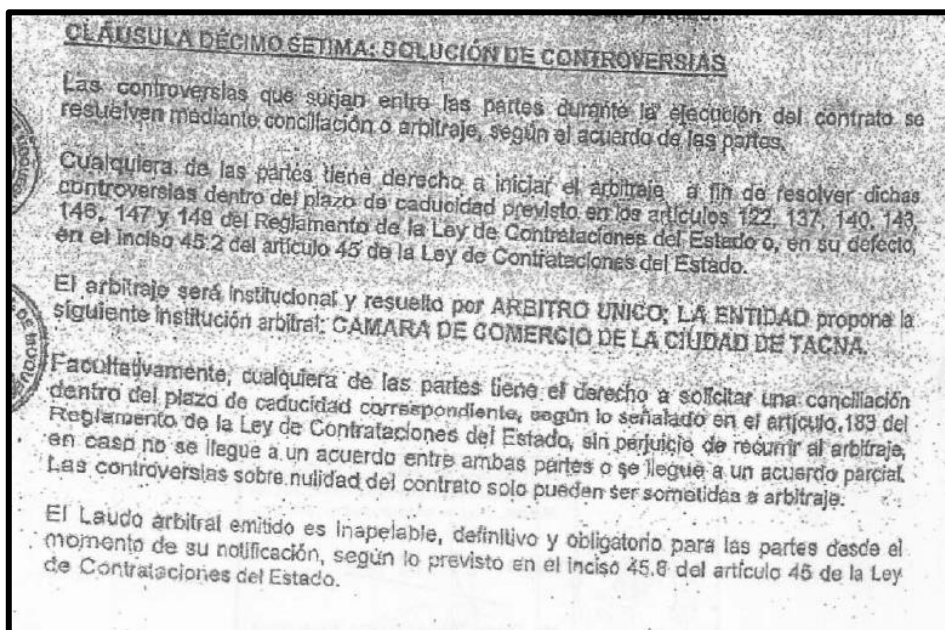 CLÁUSULA DÉCIMO SETIMA: SOLUCIÓN DE CONTROVERSIAS
Las controversias que surjan entre las partes durante la ejecución del contrato se
resuelven mediante conciliación o arbitraje, según el acuerdo de las partes.
Cualquiera de las partes tiene derecho a iniciar el arbitraje a fin de resolver dichas
controversias dentro del plazo de caducidad previsto en los artículos 122, 137, 140, 143,
146, 147 y 149 del Reglamento de la Ley de Contrataciones del Estado o, en su defecto,
en el inciso 45.2 del artículo 45 de la Ley de Contrataciones del Estado.
El arbitraje será institucional y resuelto por ARBITRO UNICO; LA ENTIDAD propone la
siguiente institución arbitral: CAMARA DE COMERCIO DE LA CIUDAD DE TACNA.
Facultativamente, cualquiera de las partes tiene el derecho a solicitar una conciliación
dentro del plazo de caducidad correspondiente, según lo señalado en el artículo 183 del
Reglamento de la Ley de Contrataciones del Estado, sin perjuicio de recurrir al arbitraje,
en caso no se llegue a un acuerdo entre ambas partes o se llegue a un acuerdo parcial.
Las controversias sobre nulidad del contrato solo pueden ser sometidas a arbitraje.
El Laudo arbitral emitido es inapelable, definitivo y obligatorio para las partes desde el
momento de su notificación, según lo previsto en el inciso 45.8 del artículo 45 de la Ley
de Contrataciones del Estado.